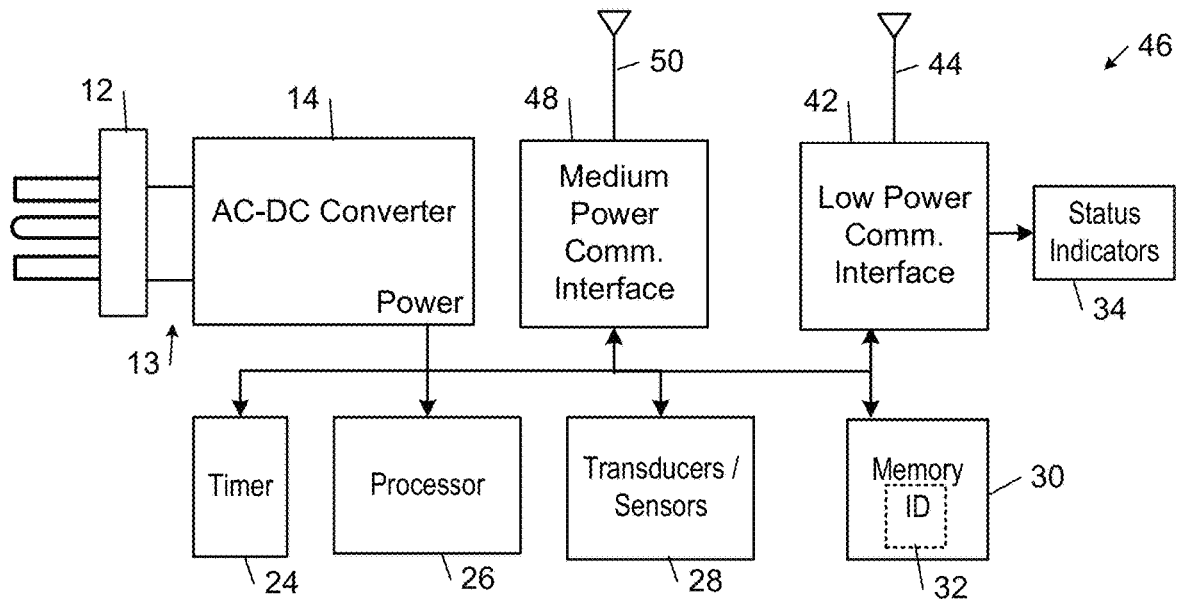 50
44
46
12
14
48
42
AC-DC Converter
Power
Medium
Power
Comm.
Interface
Low Power
Comm.
Interface
Status
Indicators
34
13
Timer
Processor
Transducers /
Sensors
Memory
ID
30
24
26
28
32